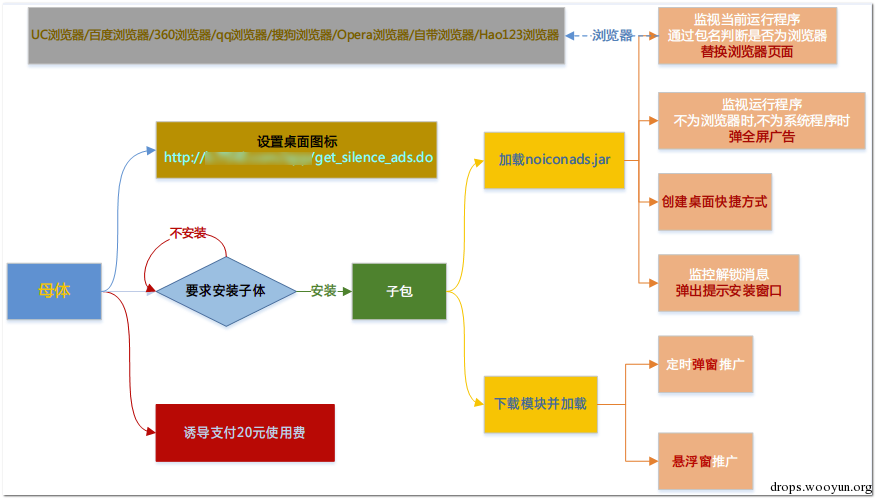 UC浏览器/百度浏览器/360浏览器/qq浏览器/搜狗浏览器/Opera浏览器/自带浏览器/Hao123浏览器
浏览器
监视当前运行程序
通过包名判断是否为浏览器
替换浏览器页面
设置桌面图标
http://
/get_silence_ads.do
加载noiconads.jar
监视运行程序
不为浏览器时,不为系统程序时
弹全屏广告
创建桌面快捷方式
不安装
母体
要求安装子体
安装
子包
监控解锁消息
弹出提示安装窗口
定时弹窗推广
下载模块并加载
诱导支付20元使用费
悬浮窗推广
drops.wooyun.org